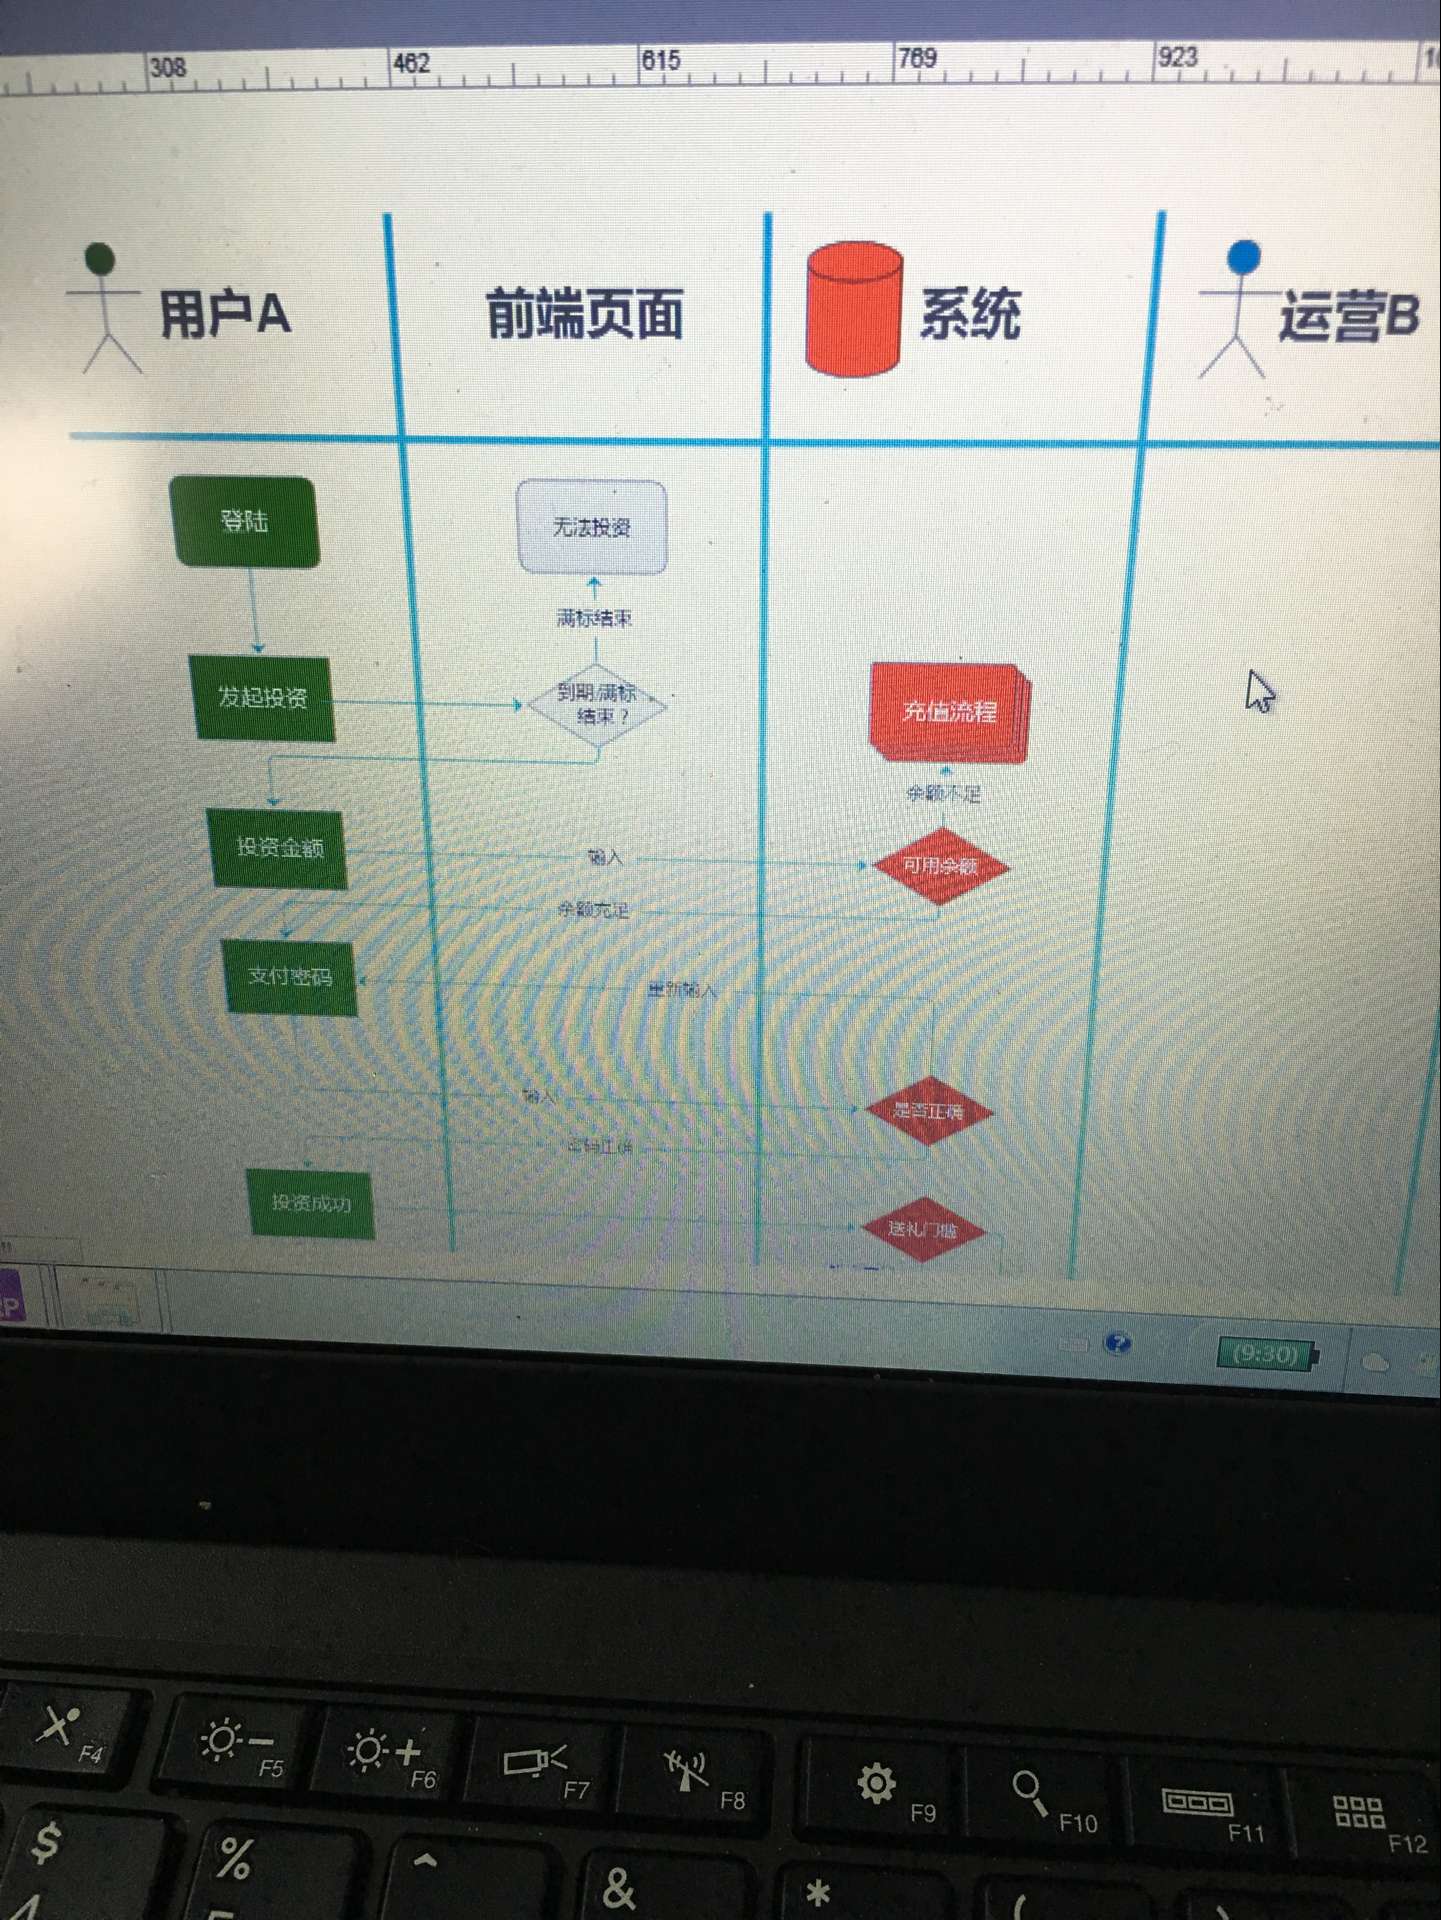 308 462 615 769 923
用户A 前端页面 系统 运营B
登陆
无法投资
满标结束
发起投资
到期/满标
结束？
充值流程
余额不足
投资金额
输入
可用余额
余额充足
支付密码
重新输入
输入
是否正确
密码正确
投资成功
送礼门槛
(9:30)
F4 F5 F6 F7 F8 F9 F10 F11 F12
$ % ^ & * (